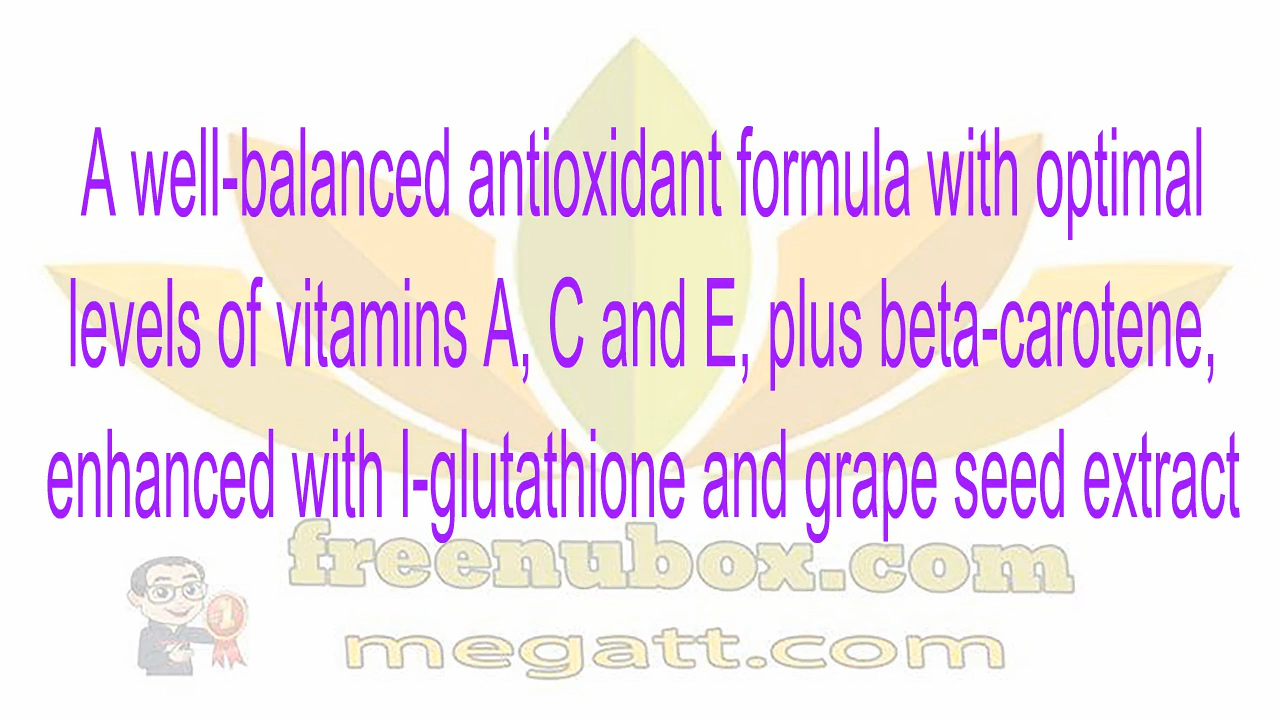 A well-balanced antioxidant formula with optimal
levels of vitamins A, C and E, plus beta-carotene,
enhanced with l-glutathione and grape seed extract
freenubox.com
1
megatt.com